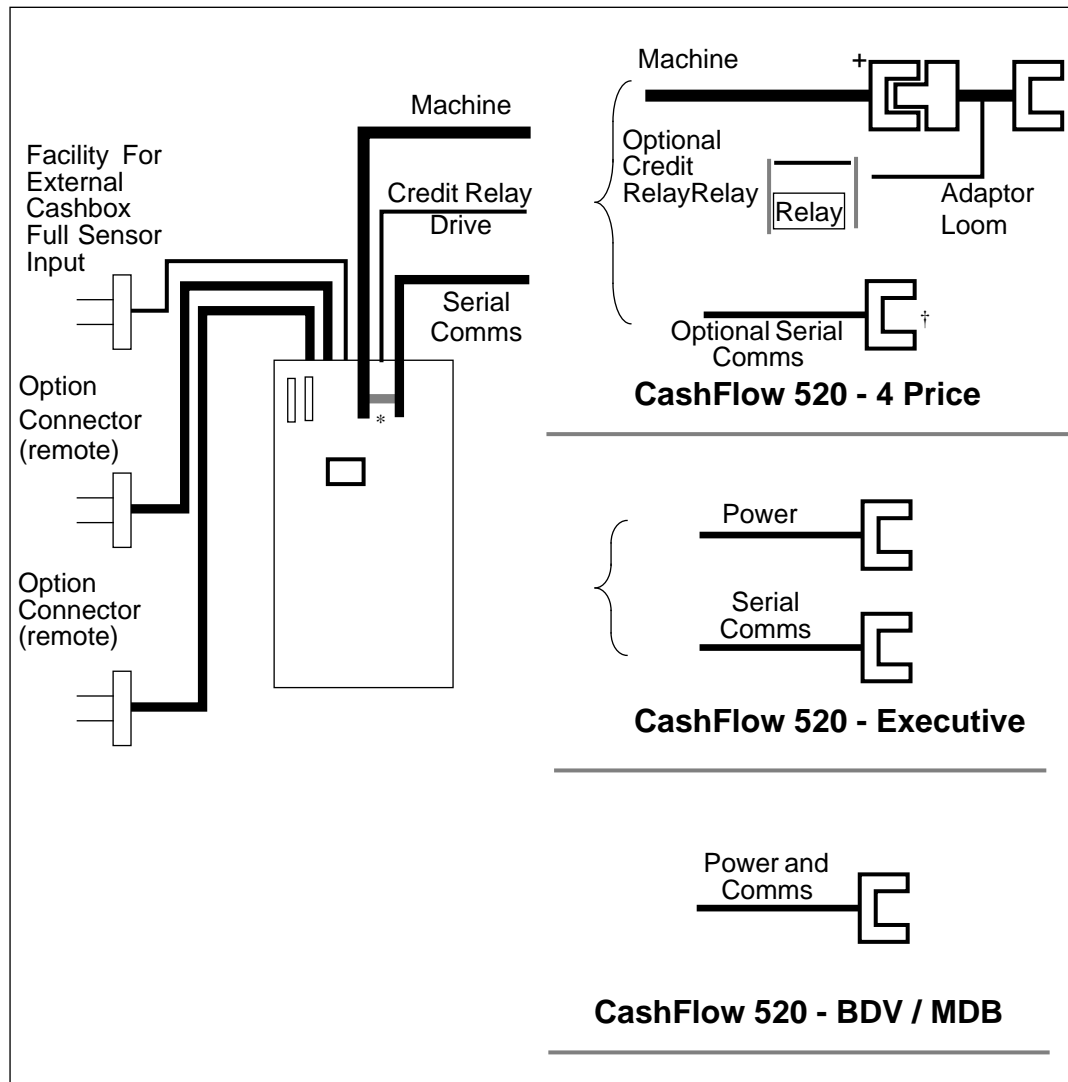 Machine
Facility For
External
Cashbox
Full Sensor
Input
Credit Relay
Drive
Serial
Comms
*
Option
Connector
(remote)
Option
Connector
(remote)
Machine
+
Optional
Credit
RelayRelay
Relay
Adaptor
Loom
Optional Serial
Comms
†
CashFlow 520 - 4 Price
Power
Serial
Comms
CashFlow 520 - Executive
Power and
Comms
CashFlow 520 - BDV / MDB